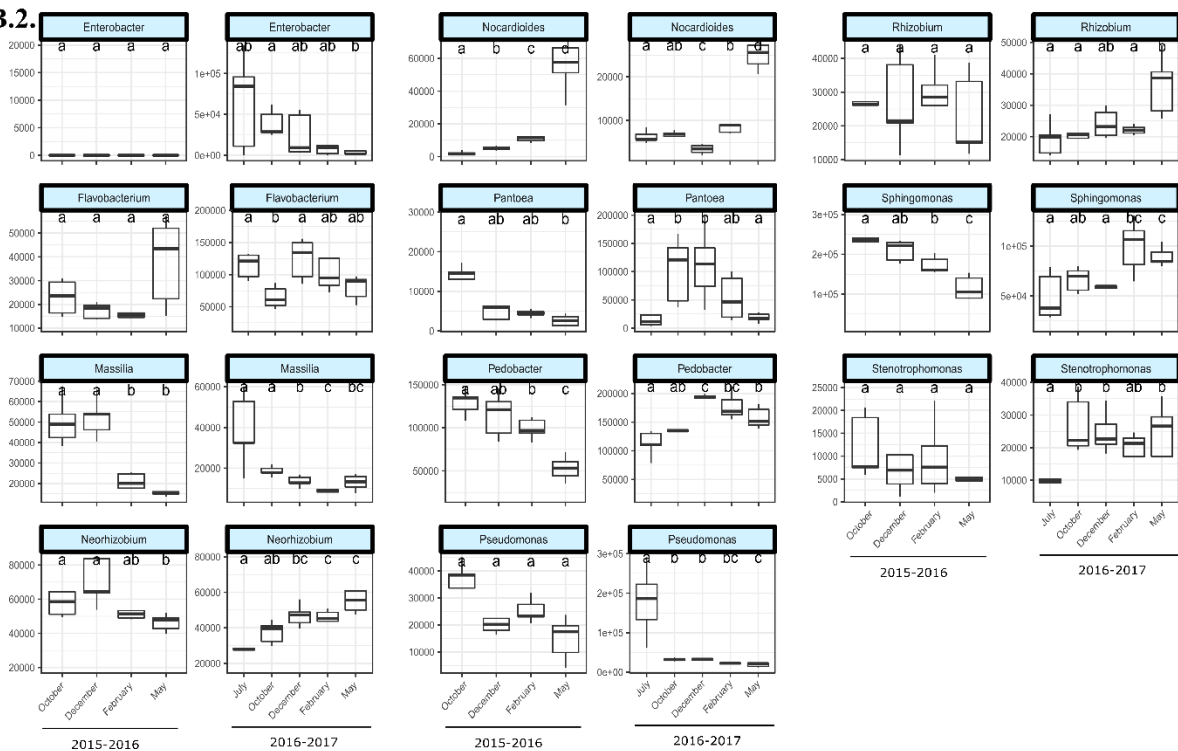 B.2.
Enterobacter
Enterobacter
Nocardioides
Nocardioides
Rhizobium
Rhizobium
a a a a
ab a ab ab b
a b c d
a ab c b d
a a a a
a a ab a b
20000
15000
10000
5000
0
1e+05
5e+04
0e+00
60000
40000
20000
0
20000
10000
40000
30000
20000
10000
50000
40000
30000
20000
10000
Flavobacterium
Flavobacterium
Pantoea
Pantoea
Sphingomonas
Sphingomonas
a a a a
a b a ab ab
a ab ab b
a b b ab a
a ab b c
a ab a bc c
50000
40000
30000
20000
10000
200000
150000
100000
50000
30000
20000
10000
0
200000
150000
100000
50000
0
3e+05
2e+05
1e+05
1e+05
5e+04
Massilia
Massilia
Pedobacter
Pedobacter
Stenotrophomonas
Stenotrophomonas
a a b b
a a b c bc
a ab b c
a ab c bc b
a a a a
a b b ab b
70000
60000
50000
40000
30000
20000
60000
40000
20000
150000
100000
50000
200000
150000
100000
50000
25000
20000
15000
10000
5000
0
40000
30000
20000
10000
October
December
February
May
July
October
December
February
May
2015-2016
2016-2017
Neorhizobium
Neorhizobium
Pseudomonas
Pseudomonas
a a ab b
a ab bc c c
a a a a
a b b bc c
80000
60000
40000
20000
80000
60000
40000
20000
40000
30000
20000
10000
3e+05
2e+05
1e+05
0e+00
October
December
February
May
July
October
December
February
May
October
December
February
May
July
October
December
February
May
2015-2016
2016-2017
2015-2016
2016-2017